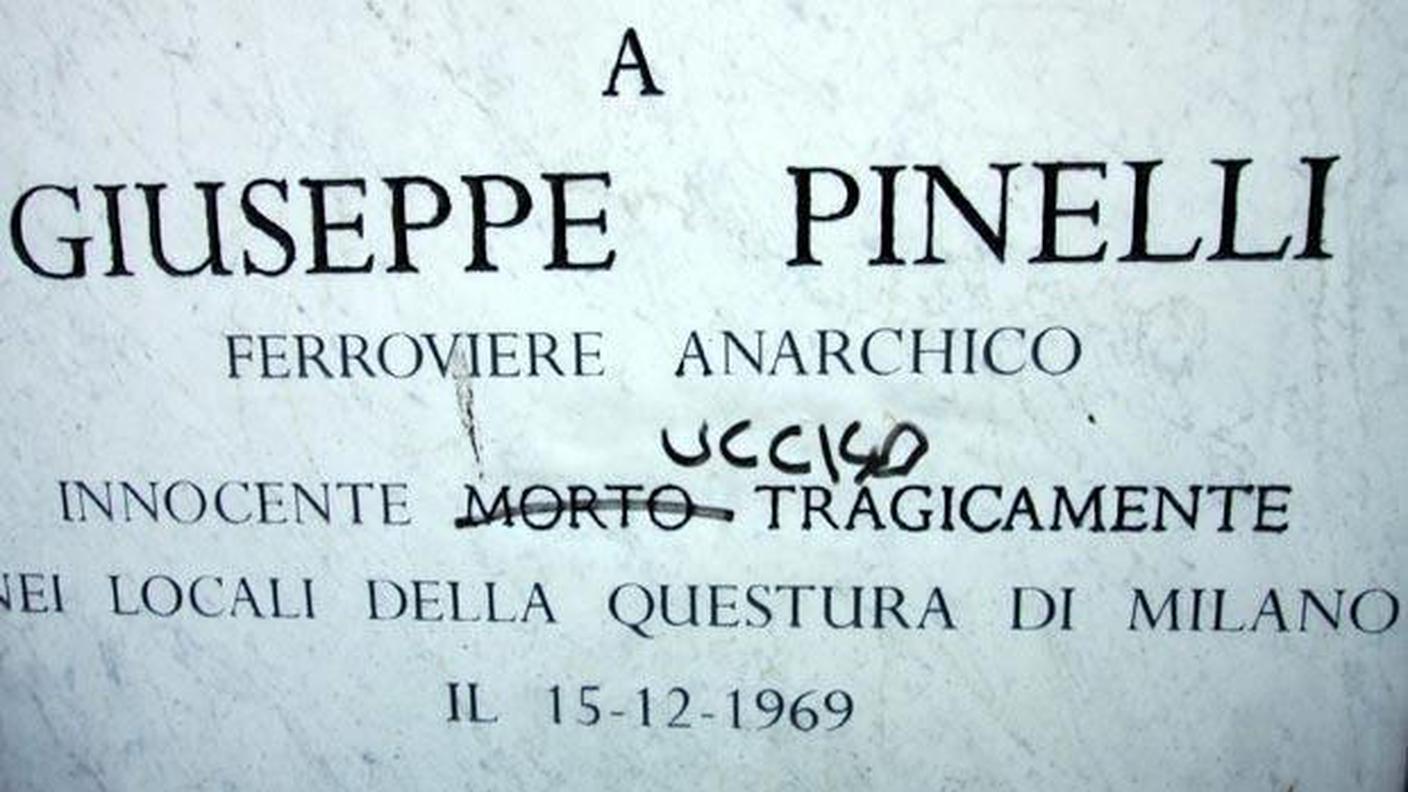 A
GIUSEPPE PINELLI
FERROVIERE ANARCHICO
UCCISO
INNOCENTE MORTO TRAGICAMENTE
NEI LOCALI DELLA QUESTURA DI MILANO
IL 15-12-1969